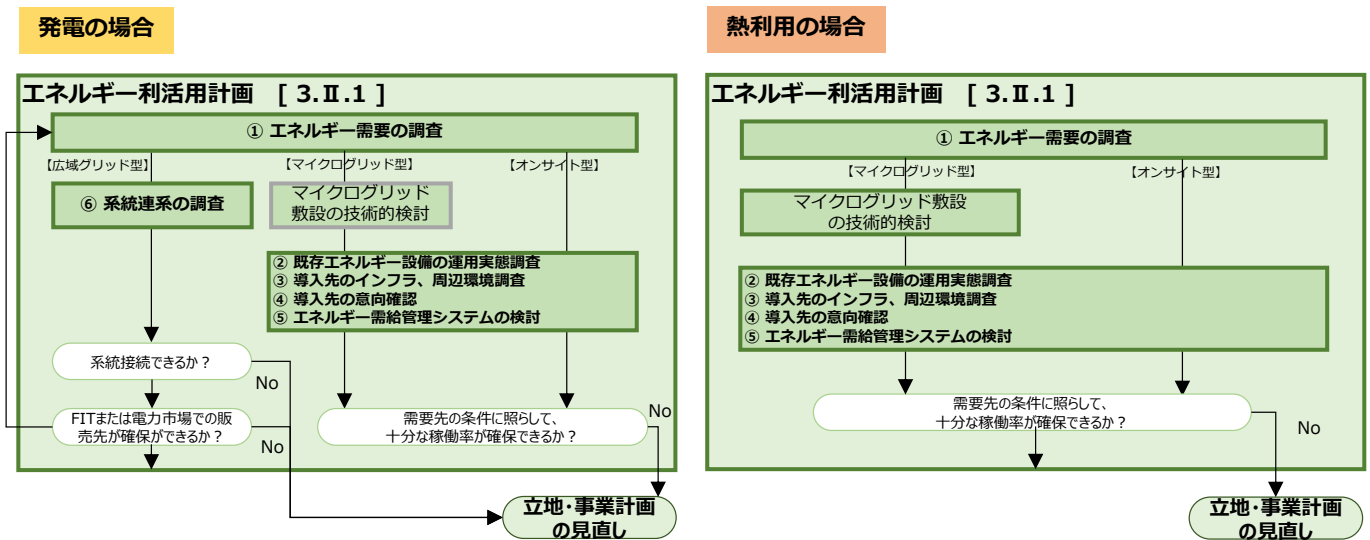 発電の場合
エネルギー利活用計画 [ 3.Ⅱ.1 ]
① エネルギー需要の調査
【広域グリッド型】
【マイクログリッド型】
【オンサイト型】
⑥ 系統連系の調査
マイクログリッド
敷設の技術的検討
② 既存エネルギー設備の運用実態調査
③ 導入先のインフラ、周辺環境調査
④ 導入先の意向確認
⑤ エネルギー需給管理システムの検討
系統接続できるか？
No
FITまたは電力市場での販
売先が確保ができるか？
No
需要先の条件に照らして、
十分な稼働率が確保できるか？
No
立地・事業計画
の見直し
熱利用の場合
エネルギー利活用計画 [ 3.Ⅱ.1 ]
① エネルギー需要の調査
【マイクログリッド型】
【オンサイト型】
マイクログリッド敷設
の技術的検討
② 既存エネルギー設備の運用実態調査
③ 導入先のインフラ、周辺環境調査
④ 導入先の意向確認
⑤ エネルギー需給管理システムの検討
需要先の条件に照らして、
十分な稼働率が確保できるか？
No
立地・事業計画
の見直し